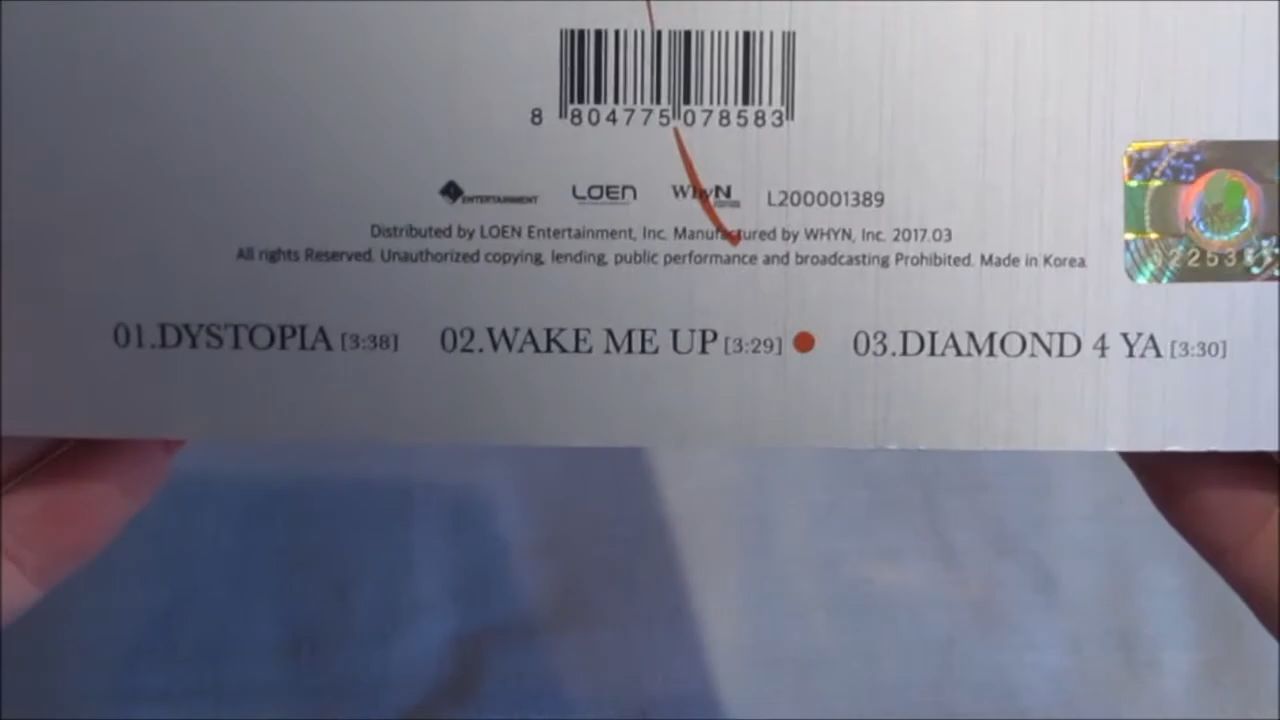 8 804775 078583
ENTERTAINMENT LOEN WhyN L200001389
Distributed by LOEN Entertainment, Inc. Manufactured by WHYN, Inc. 2017.03
All rights Reserved. Unauthorized copying, lending, public performance and broadcasting Prohibited. Made in Korea
01.DYSTOPIA [3:38] 02.WAKE ME UP [3:29] 03.DIAMOND 4 YA [3:30]